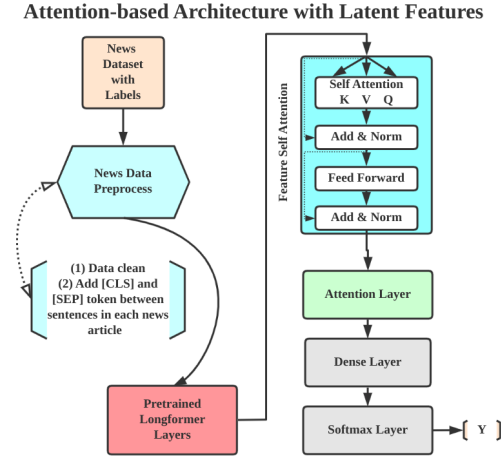 Attention-based Architecture with Latent Features
News
Dataset
with
Labels
News Data
Preprocess
(1) Data clean
(2) Add [CLS] and
[SEP] token between
sentences in each news
article
Pretrained
Longformer
Layers
Feature Self Attention
Self Attention
K V Q
Add & Norm
Feed Forward
Add & Norm
Attention Layer
Dense Layer
Softmax Layer
Y